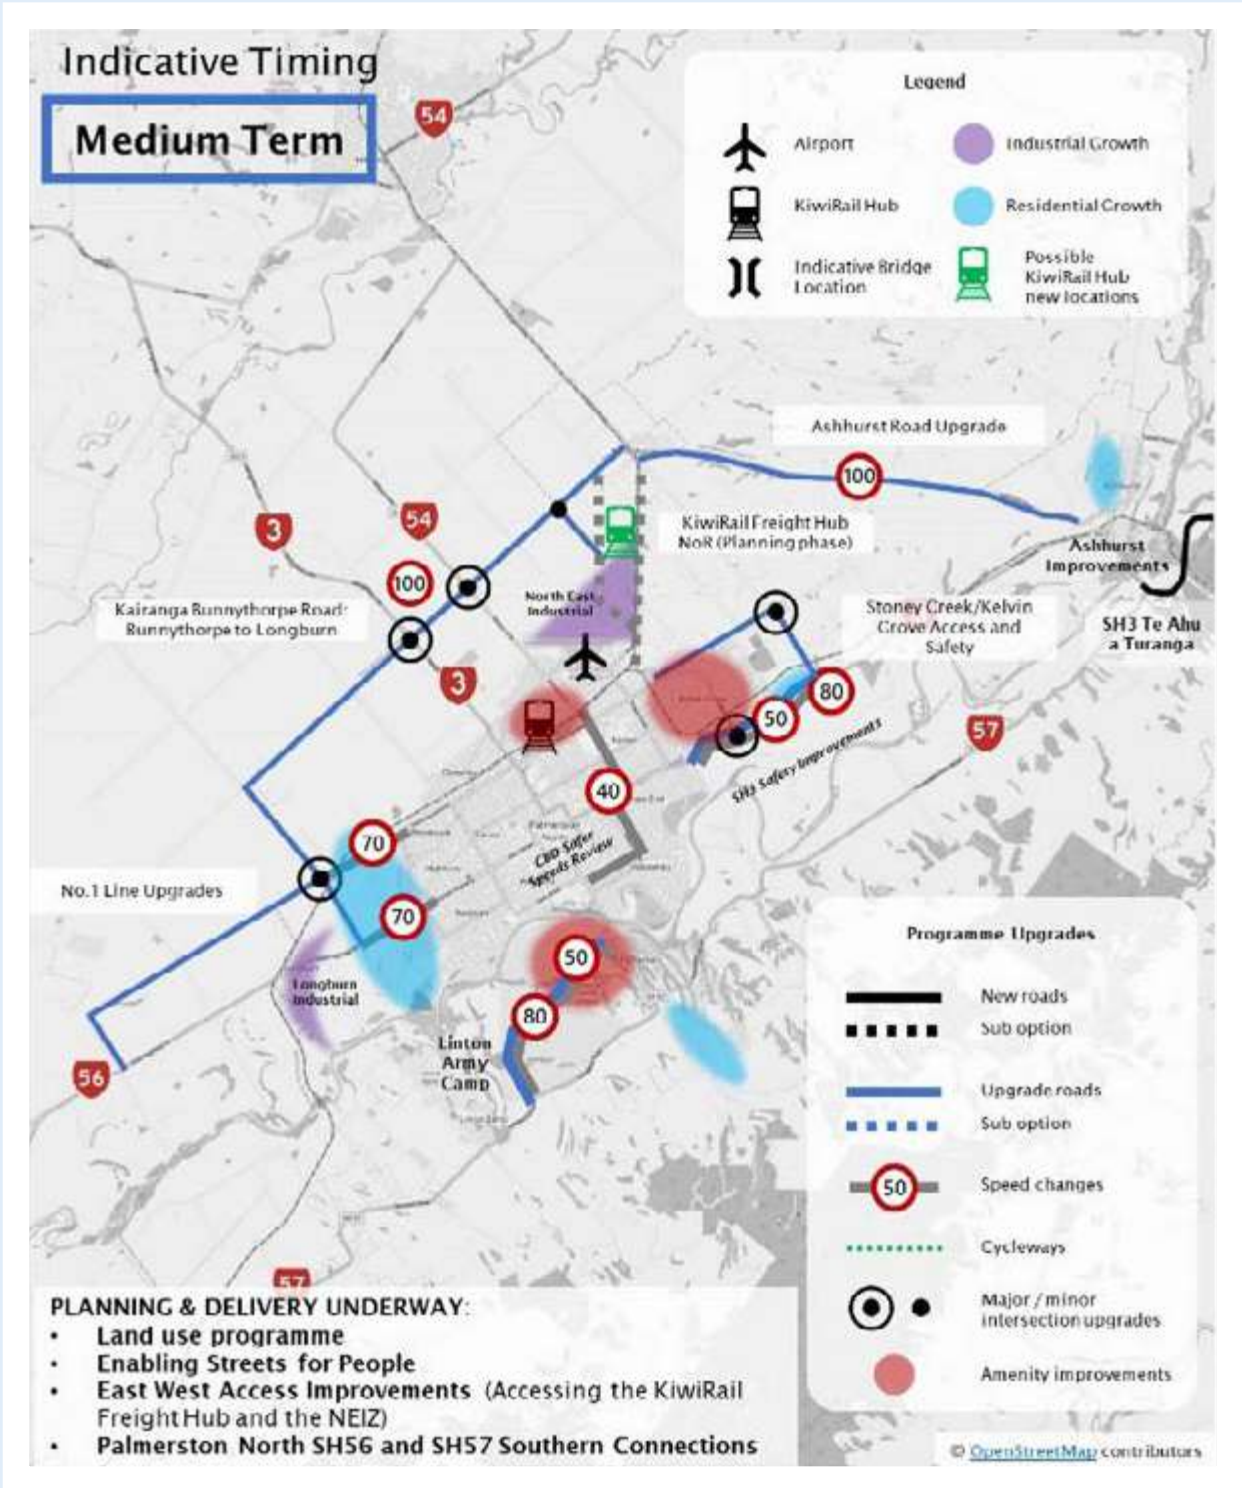 Indicative Timing
Medium Term
54
Legend
Airport
Industrial Growth
KiwiRail Hub
Residential Growth
Indicative Bridge
Location
Possible
KiwiRail Hub
new locations
Ashhurst Road Upgrade
100
3
54
KiwiRail Freight Hub
NoR (Planning phase)
Ashhurst
Improvements
100
North East
Industrial
Kairanga Bunnythorpe Road:
Bunnythorpe to Longburn
Stoney Creek/Kelvin
Grove Access and
Safety
SH3 Te Ahu
a Turanga
3
80
50
57
SH3 Safety Improvements
40
70
CBD Safer
Speeds Review
No.1 Line Upgrades
70
50
Longburn
Industrial
80
Linton
Army
Camp
56
57
Programme Upgrades
New roads
Sub option
Upgrade roads
Sub option
50
Speed changes
Cycleways
Major / minor
intersection upgrades
Amenity improvements
PLANNING & DELIVERY UNDERWAY:
• Land use programme
• Enabling Streets for People
• East West Access Improvements (Accessing the KiwiRail
Freight Hub and the NEIZ)
• Palmerston North SH56 and SH57 Southern Connections
© OpenStreetMap contributors